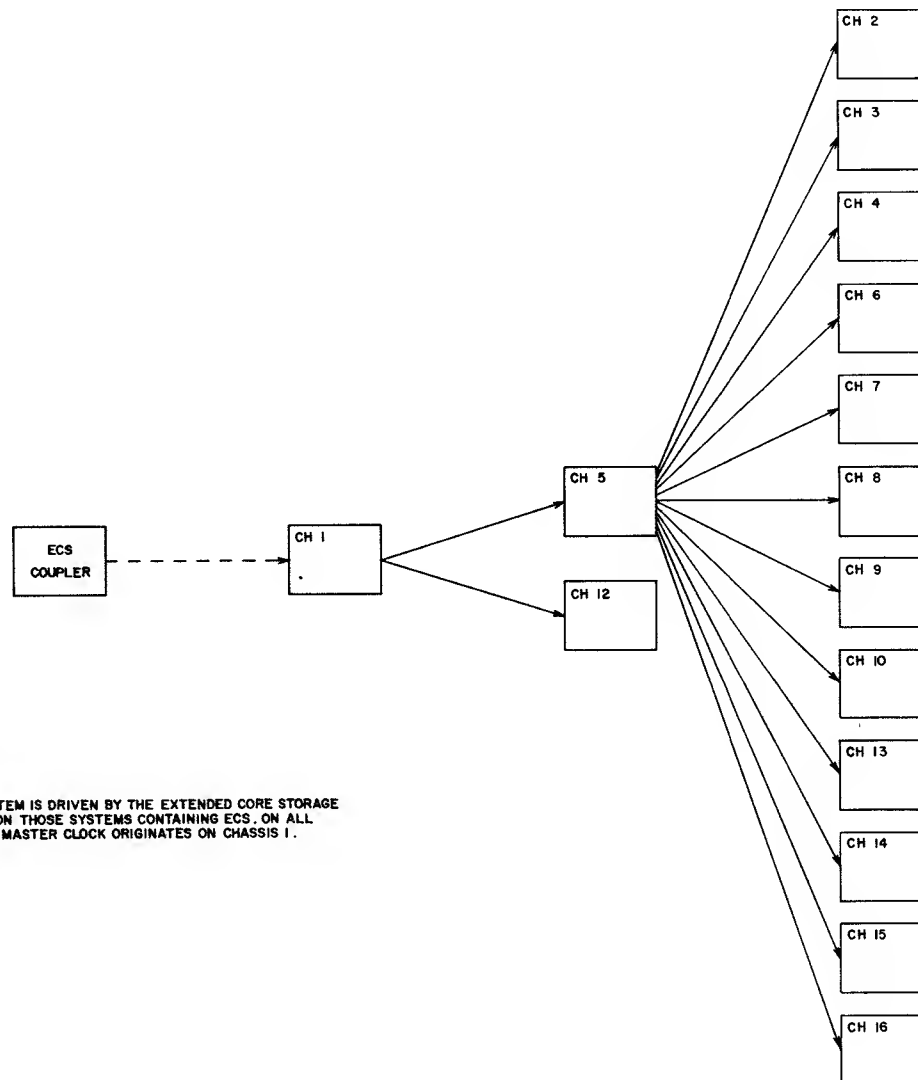 CH 2
CH 3
CH 4
CH 6
CH 7
CH 5
CH 8
ECS
COUPLER
CH 1
CH 9
CH 12
CH 10
CH 13
TEM IS DRIVEN BY THE EXTENDED CORE STORAGE
ON THOSE SYSTEMS CONTAINING ECS. ON ALL
MASTER CLOCK ORIGINATES ON CHASSIS 1.
CH 14
CH 15
CH 16